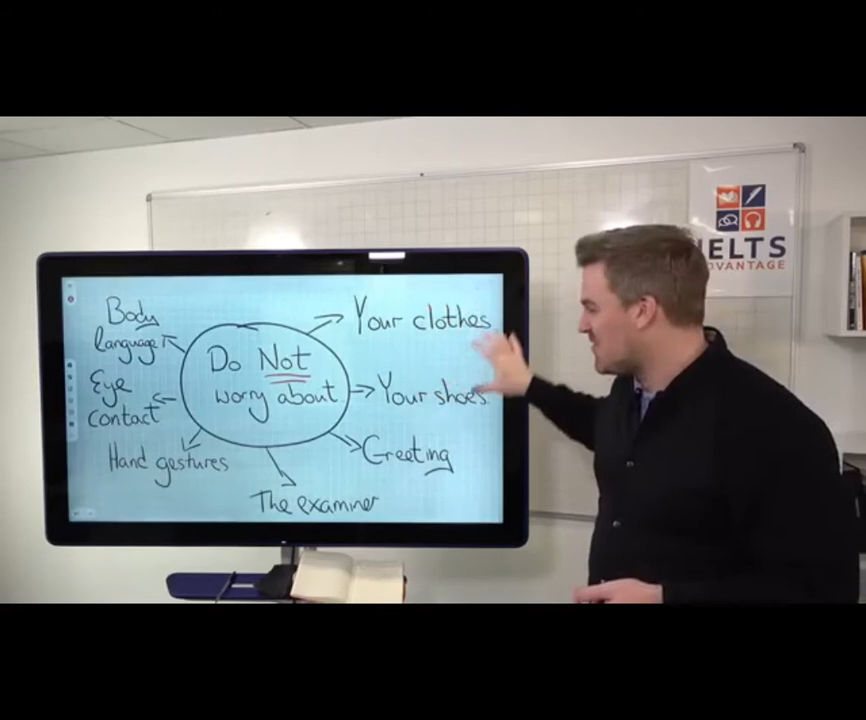 IELTS
ADVANTAGE
Do Not
worry about
Your clothes
Your shoes
Greeting
The examiner
Hand gestures
Eye
contact
Body
language